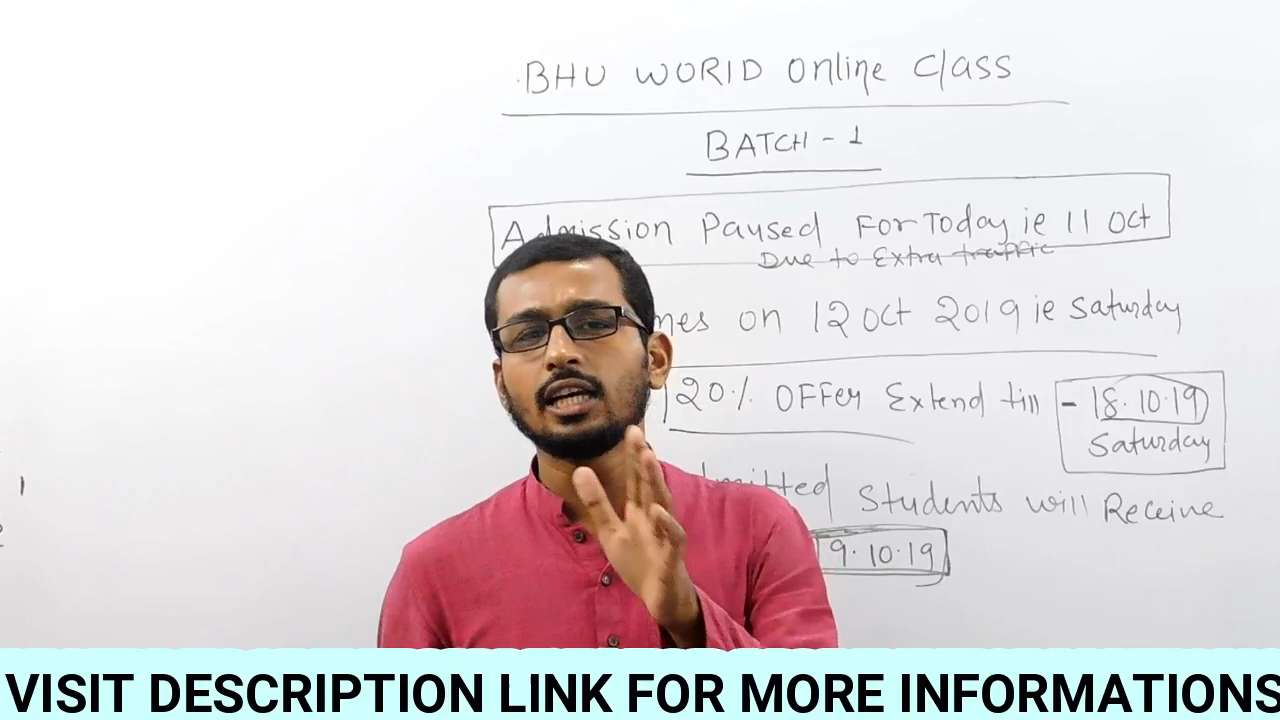 BHU WORlD Online Class
BATCH - 1
Admission Paused For Today ie 11 Oct
Due to Extra traffic
mes on 12 Oct 2019 ie Saturday
20% OFFer Extend till - 18.10.19
Saturday
mitted Students will Receive
9.10.19
VISIT DESCRIPTION LINK FOR MORE INFORMATIONS